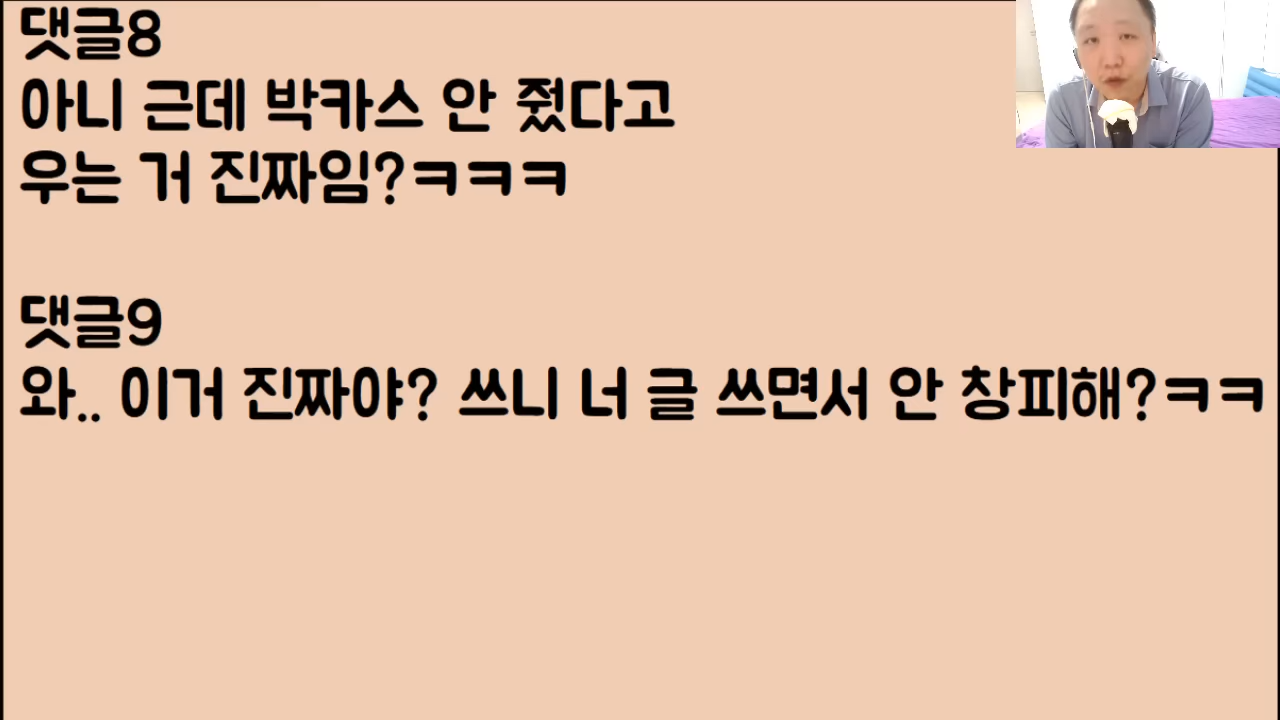 댓글8
아니 근데 박카스 안 줬다고
우는 거 진짜임?ㅋㅋㅋ
댓글9
와.. 이거 진짜야? 쓰니 너 글 쓰면서 안 창피해?ㅋㅋ